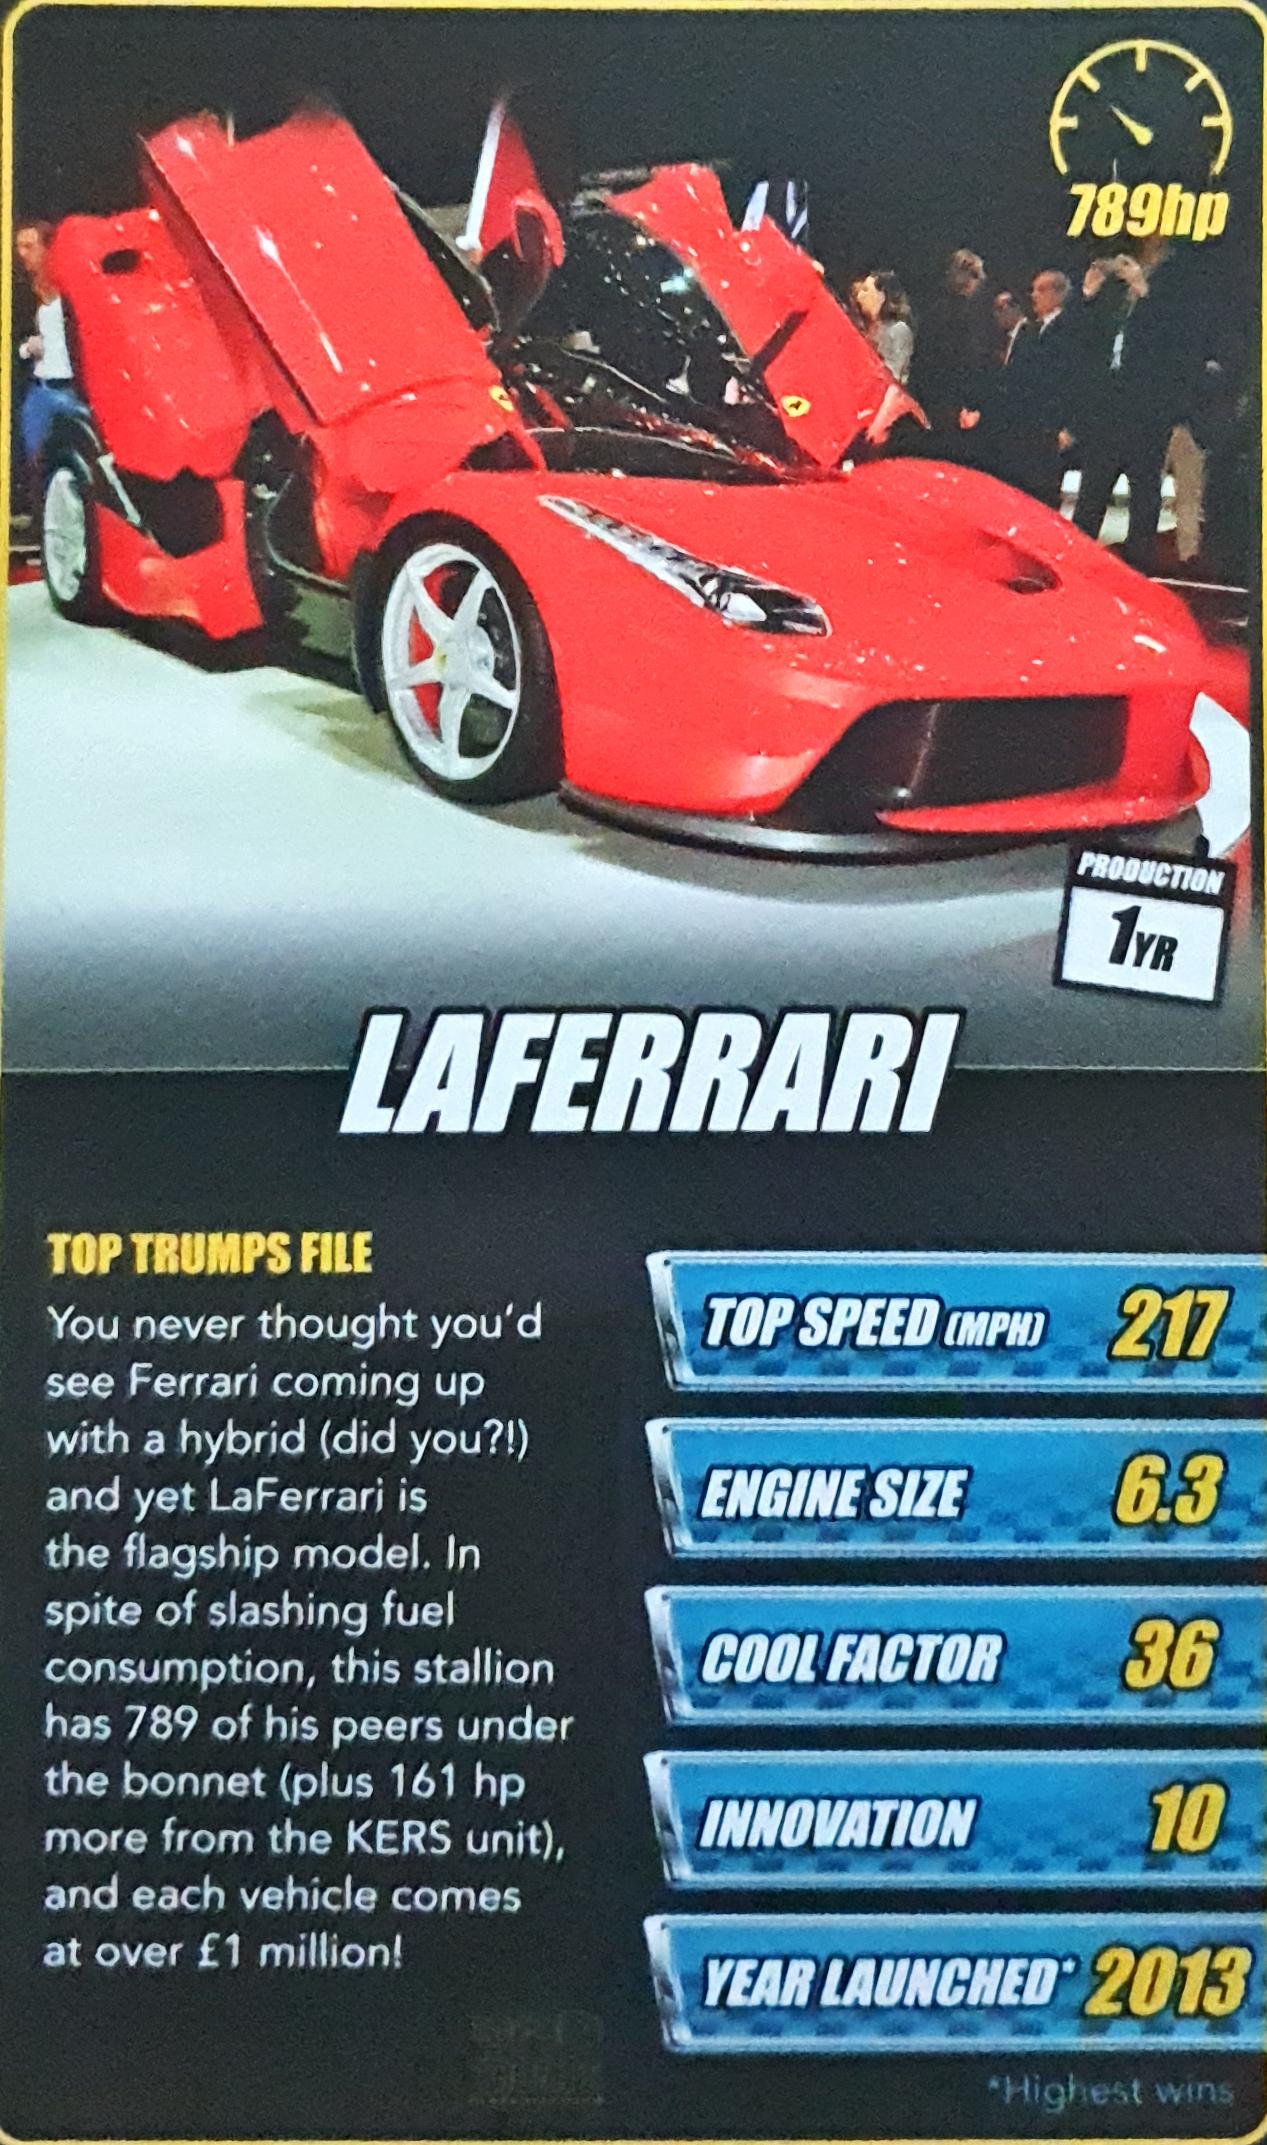 789hp
PRODUCTION
1YR
LAFERRARI
TOP TRUMPS FILE
You never thought you'd
see Ferrari coming up
with a hybrid (did you?!)
and yet LaFerrari is
the flagship model. In
spite of slashing fuel
consumption, this stallion
has 789 of his peers under
the bonnet (plus 161 hp
more from the KERS unit),
and each vehicle comes
at over £1 million!
TOP SPEED (MPH) 217
ENGINE SIZE 6.3
COOL FACTOR 36
INNOVATION 10
YEAR LAUNCHED* 2013
*Highest wins